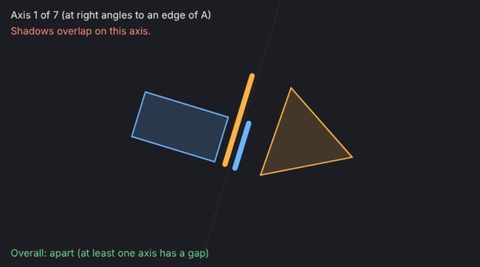 Axis 1 of 7 (at right angles to an edge of A)
Shadows overlap on this axis.
Overall: apart (at least one axis has a gap)